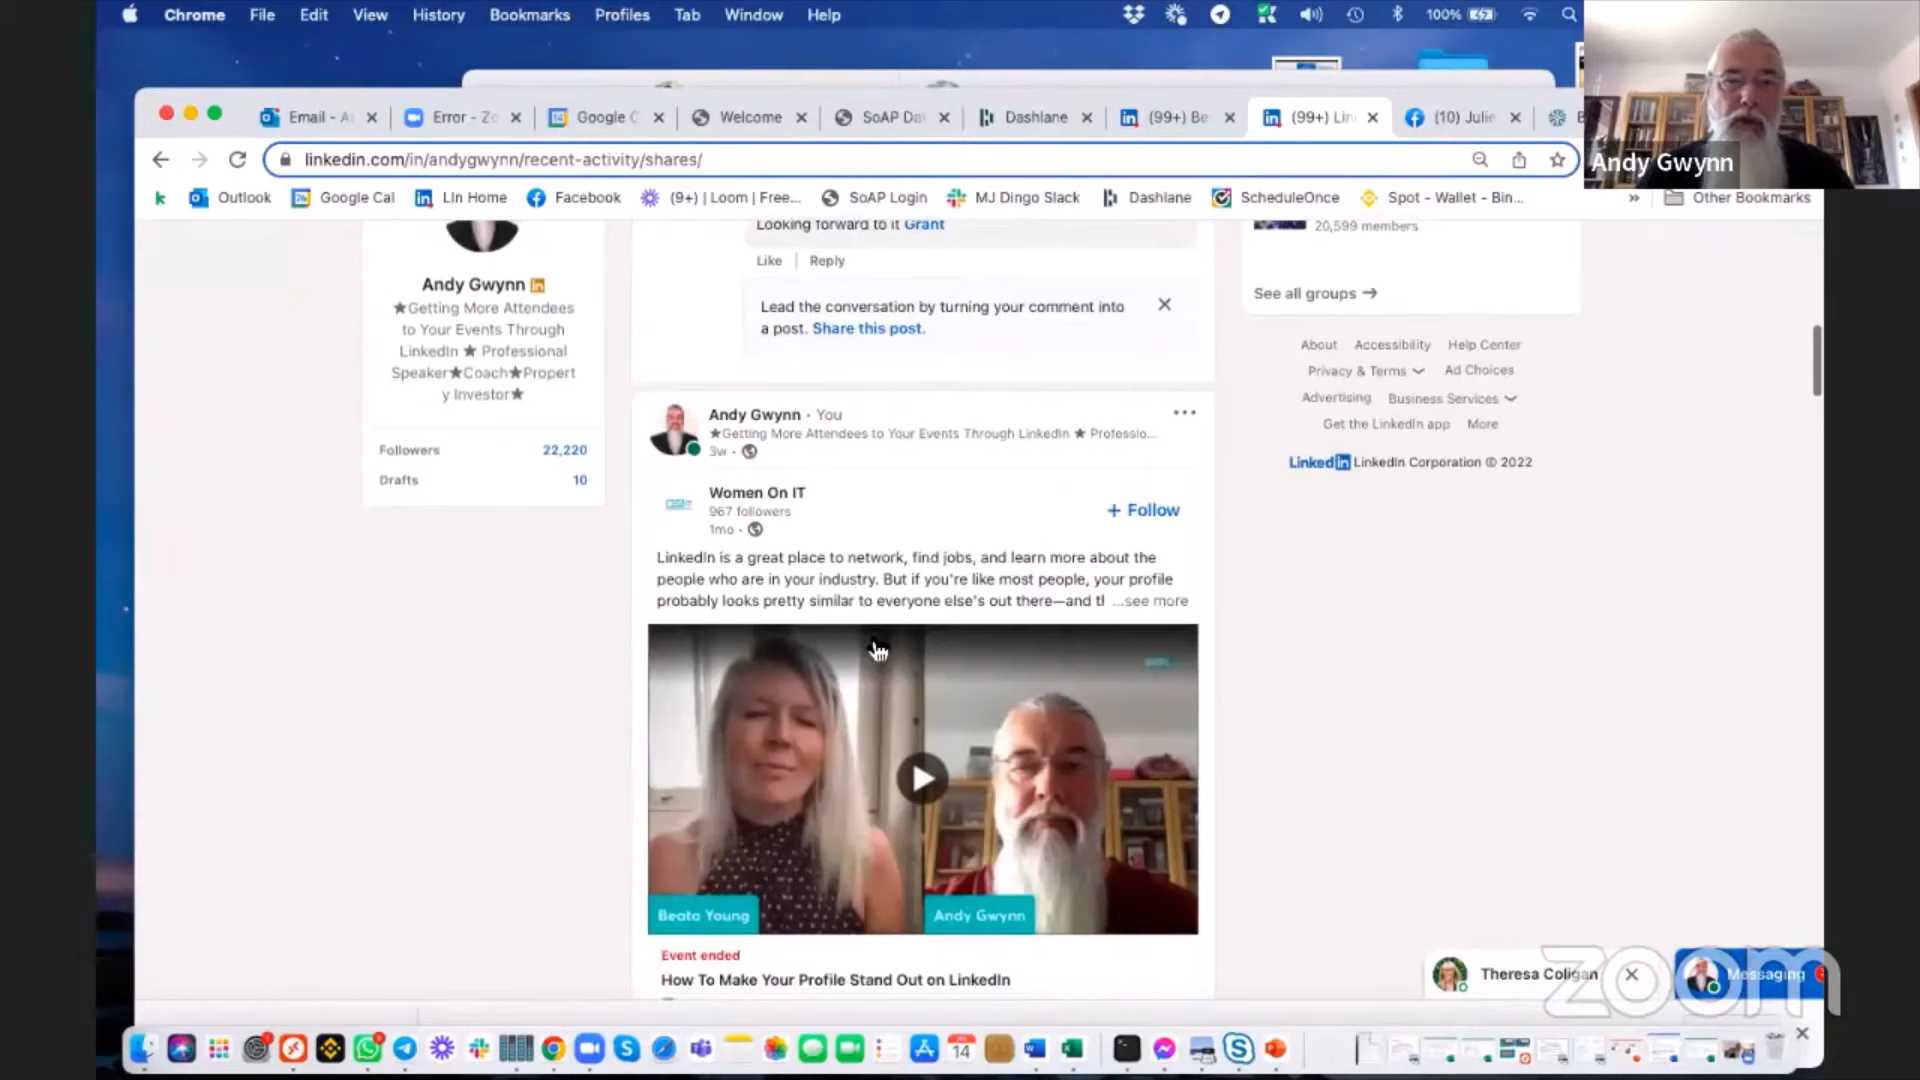 Chrome File Edit View History Bookmarks Profiles Tab Window Help
100%
Andy Gwynn
Email - A
Error - Zo
Google C
Welcome
SoAP Da
Dashlane
(99+) Be
(99+) Lin
(10) Julie
linkedin.com/in/andygwynn/recent-activity/shares/
Outlook
Google Cal
LIn Home
Facebook
(9+) | Loom | Free...
SoAP Login
MJ Dingo Slack
Dashlane
ScheduleOnce
Spot - Wallet - Bin...
»
Other Bookmarks
Andy Gwynn in
★Getting More Attendees
to Your Events Through
LinkedIn ★ Professional
Speaker★Coach★Propert
y Investor★
Followers 22,220
Drafts 10
Looking forward to it Grant
Like | Reply
Lead the conversation by turning your comment into
a post. Share this post.
Andy Gwynn • You
★Getting More Attendees to Your Events Through LinkedIn ★ Professio...
3w •
Women On IT
967 followers
1mo •
+ Follow
LinkedIn is a great place to network, find jobs, and learn more about the
people who are in your industry. But if you're like most people, your profile
probably looks pretty similar to everyone else's out there—and tl ...see more
Beata Young
Andy Gwynn
Event ended
How To Make Your Profile Stand Out on LinkedIn
20,599 members
See all groups →
About Accessibility Help Center
Privacy & Terms Ad Choices
Advertising Business Services
Get the LinkedIn app More
LinkedIn LinkedIn Corporation © 2022
Theresa Coligan
Messaging
zoom
14